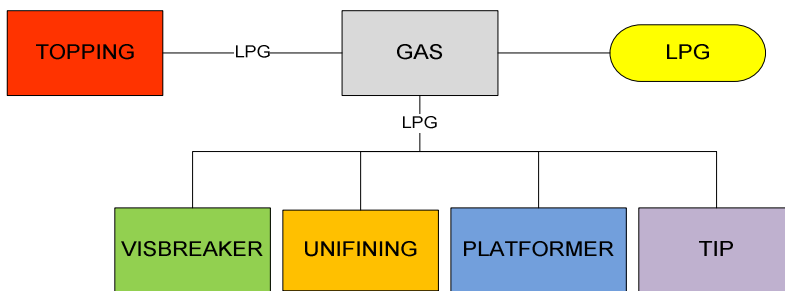 TOPPING
LPG
GAS
LPG
LPG
VISBREAKER
UNIFINING
PLATFORMER
TIP